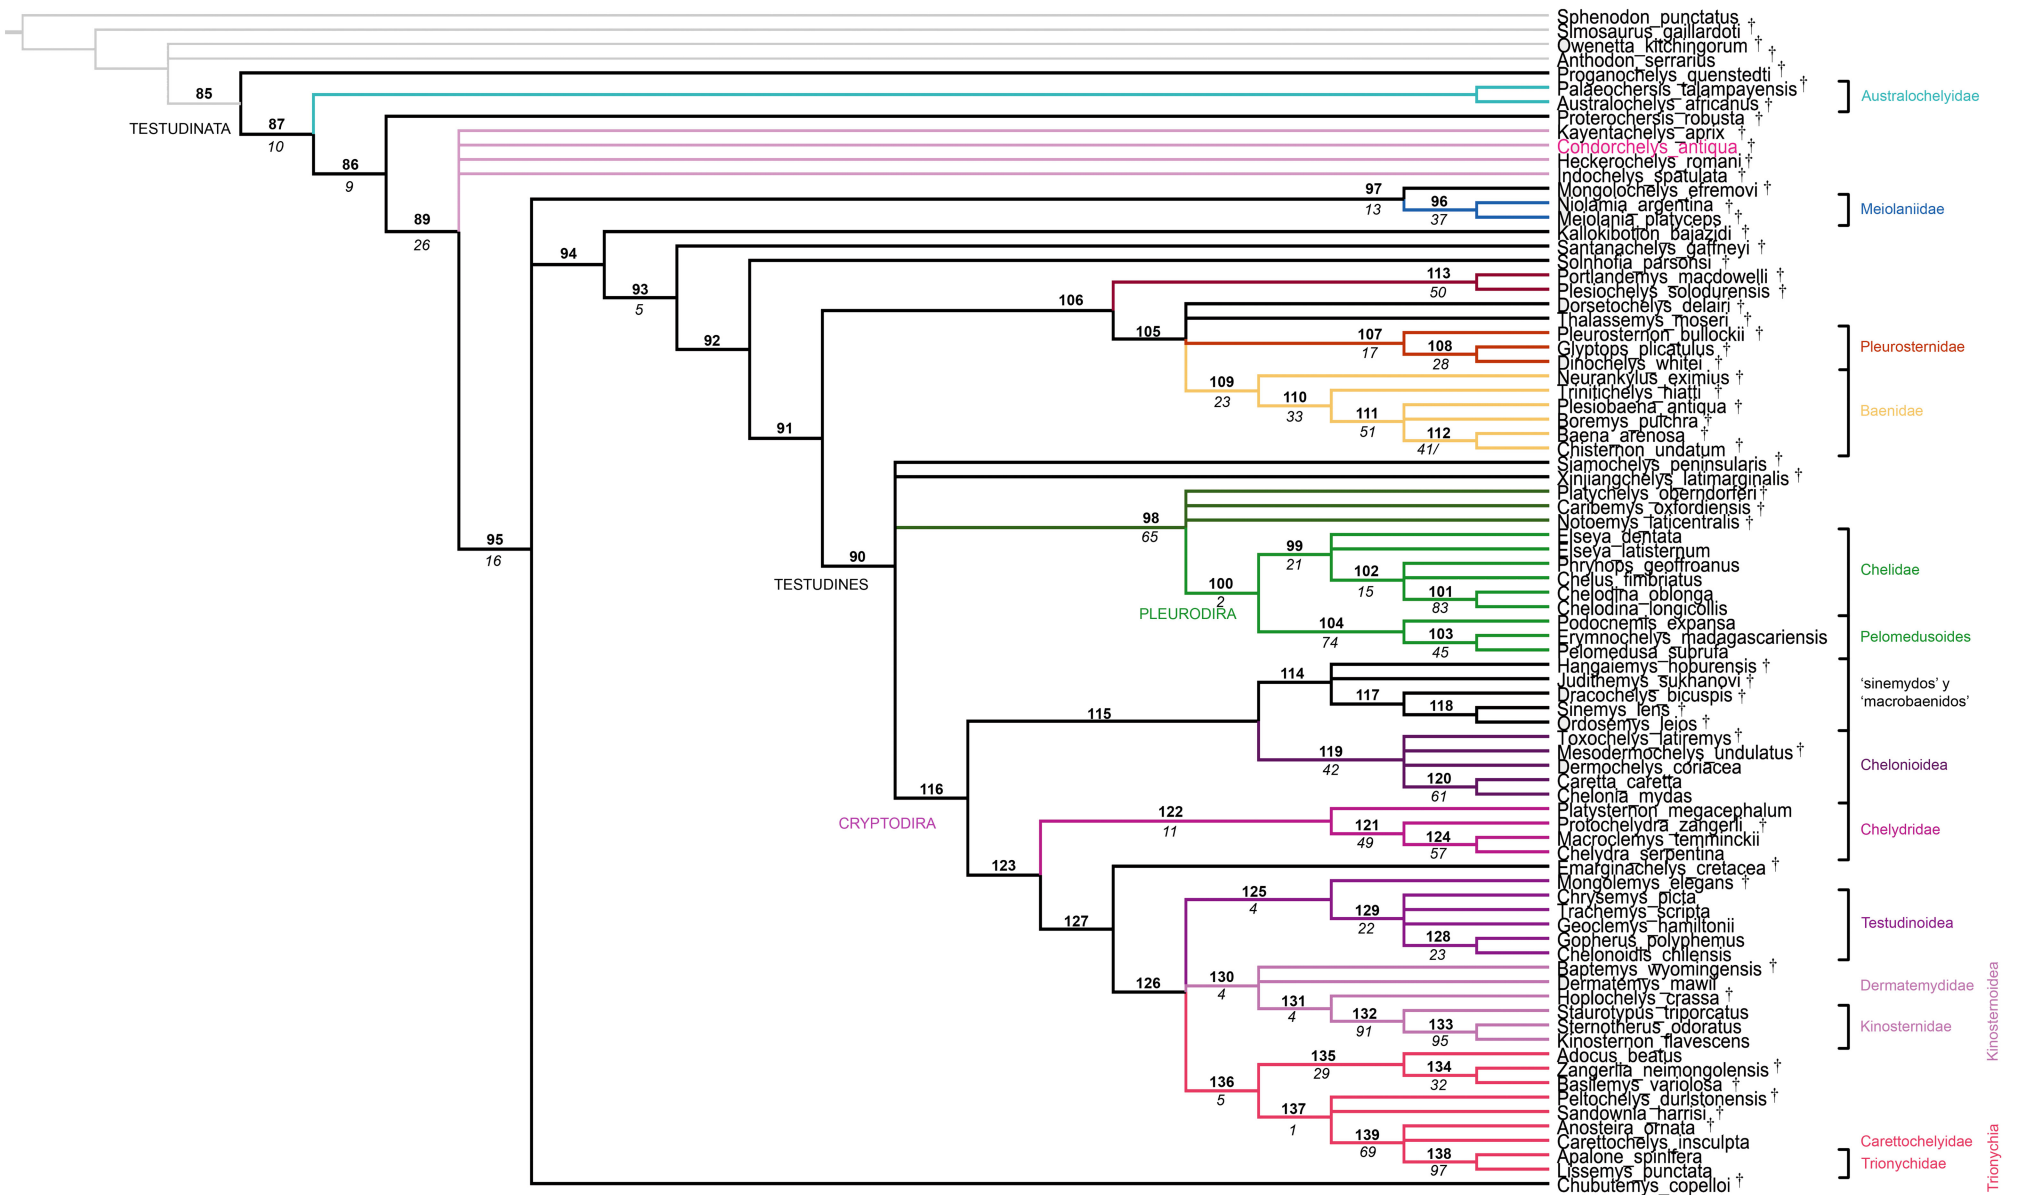 Sphenodon_punctatus
Simosaurus_gaillardoti †
Owenetta_kitchingorum †
Anthodon_serrarius †
Proganochelys_quenstedti †
Palaeochersis_talampayensis †
Australochelys_africanus †
Australochelyidae
85
TESTUDINATA
87
10
Proterochersis_robusta †
Kayentachelys_aprix †
Condorchelys_antiqua †
Heckerochelys_romani †
Indochelys_spatulata †
86
9
Mongolochelys_efremovi †
Niolamia_argentina †
Meiolania_platyceps †
97
13
96
37
Meiolaniidae
89
26
Kallokibotion_bajazidi †
Santanachelys_gaffneyi †
Solnhofia_parsonsi †
94
93
5
Portlandemys_macdowelli †
Plesiochelys_solodurensis †
113
50
106
Dorsetochelys_delairi †
Thalassemys_moseri †
105
92
Pleurosternon_bullockii †
Glyptops_plicatulus †
Dinochelys_whitei †
107
17
108
28
Pleurosternidae
Neurankylus_eximius †
Trinitichelys_hiatti †
Plesiobaena_antiqua †
Boremys_pulchra †
Baena_arenosa †
Chisternon_undatum †
109
23
110
33
111
51
112
41/
Baenidae
91
Siamochelys_peninsularis †
Xinjiangchelys_latimarginalis †
Platychelys_oberndorferi †
Caribemys_oxfordiensis †
Notoemys_laticentralis †
98
65
95
16
90
TESTUDINES
Elseya_dentata
Elseya_latisternum
Phryhops_geoffroanus
Chelus_fimbriatus
Chelodina_oblonga
Chelodina_longicollis
99
21
102
15
101
83
Chelidae
100
2
PLEURODIRA
Podocnemis_expansa
Erymnochelys_madagascariensis
Pelomedusa_subrufa
104
74
103
45
Pelomedusoides
Hangaiemys_hoburensis †
Judithemys_sukhanovi †
Dracochelys_bicuspis †
Sinemys_lens †
Ordosemys_leios †
114
117
118
‘sinemydos’ y
‘macrobaenidos’
115
Toxochelys_latiremys †
Mesodermochelys_undulatus †
Dermochelys_coriacea
Caretta_caretta
Chelonia_mydas
119
42
120
61
Chelonioidea
116
CRYPTODIRA
Platysternon_megacephalum
Protochelydra_zangerli †
Macroclemys_temminckii
Chelydra_serpentina
122
11
121
49
124
57
Chelydridae
123
Emarginachelys_cretacea †
Mongolemys_elegans †
Chrysemys_picta
Trachemys_scripta
Geoclemys_hamiltonii
Gopherus_polyphemus
Chelonoidis_chilensis
125
4
129
22
128
23
Testudinoidea
127
126
Baptemys_wyomingensis †
Dermatemys_mawii
Hoplochelys_crassa †
Staurotypus_triporcatus
Sternotherus_odoratus
Kinosternon_flavescens
130
4
131
4
132
91
133
95
Dermatemydidae
Kinosternidae
Kinosternoidea
Adocus_beatus
Zangerlia_neimongolensis †
Basilemys_variolosa †
135
29
134
32
136
5
Peltochelys_duristonensis †
Sandownia_harrisi †
Anosteira_ornata †
Carettochelys_insculpta
Apalone_spinifera
Lissemys_punctata
137
1
139
69
138
97
Carettochelyidae
Trionychidae
Trionychia
Chubutemys_copelloi †